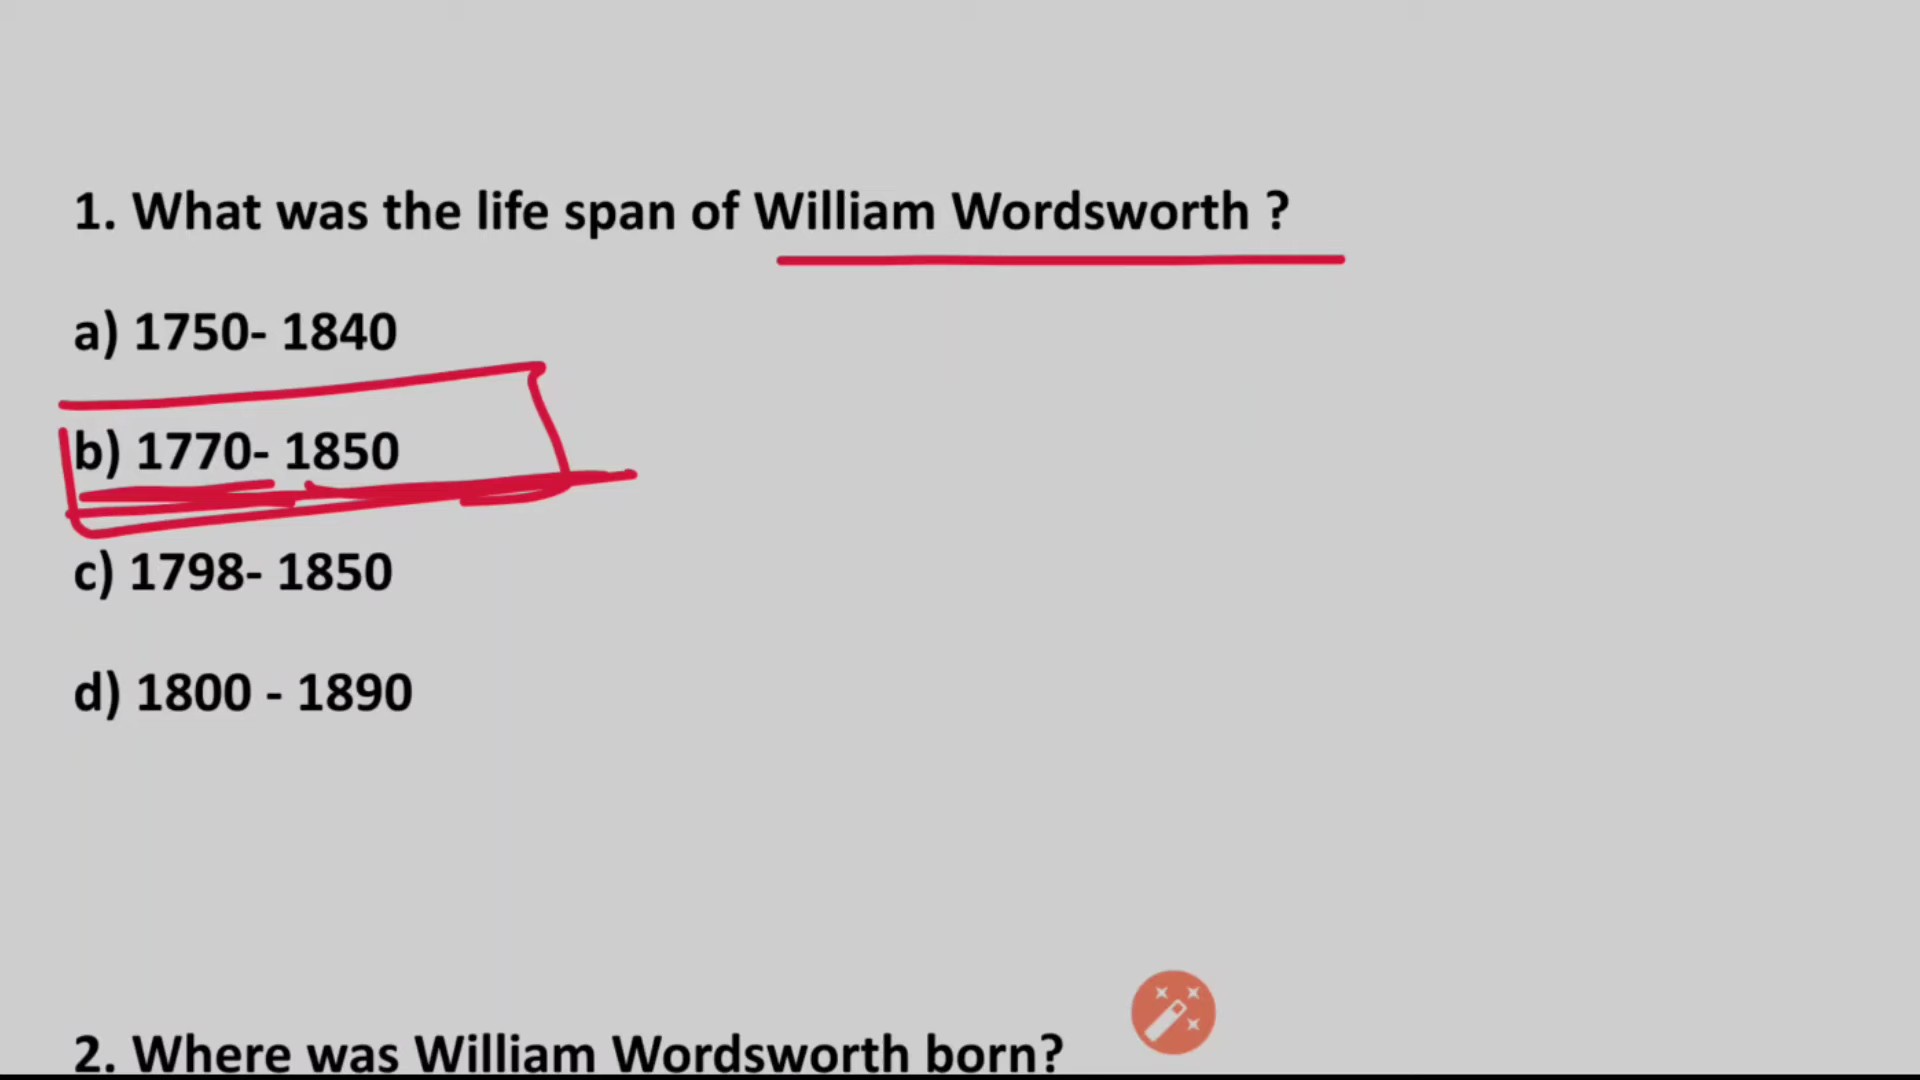 1. What was the life span of William Wordsworth ?
a) 1750- 1840
b) 1770- 1850
c) 1798- 1850
d) 1800 - 1890
2. Where was William Wordsworth born?